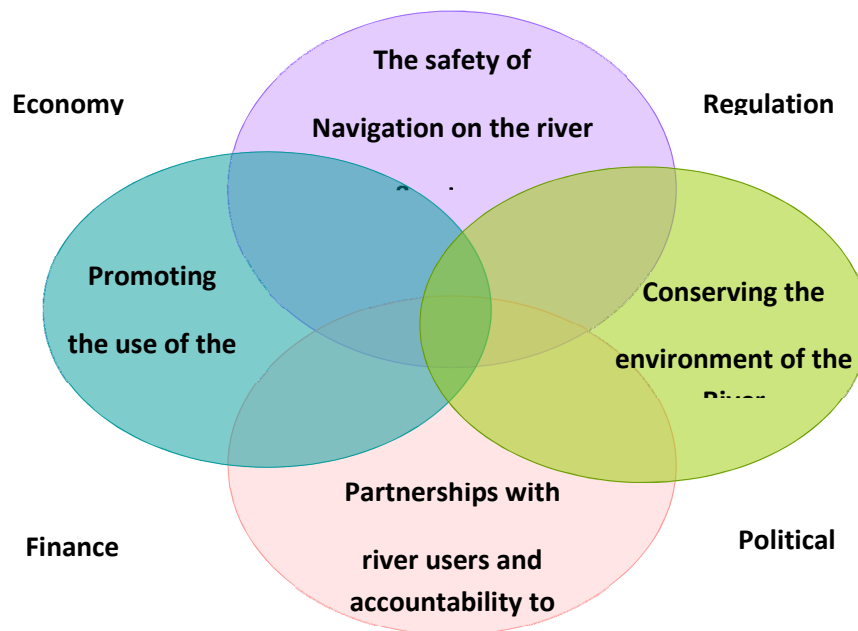 The safety of
Economy
Regulation
Navigation on the river
Promoting
Conserving the
the use of the
environment of the
River
Partnerships with
Finance
Political
river users and
accountability to